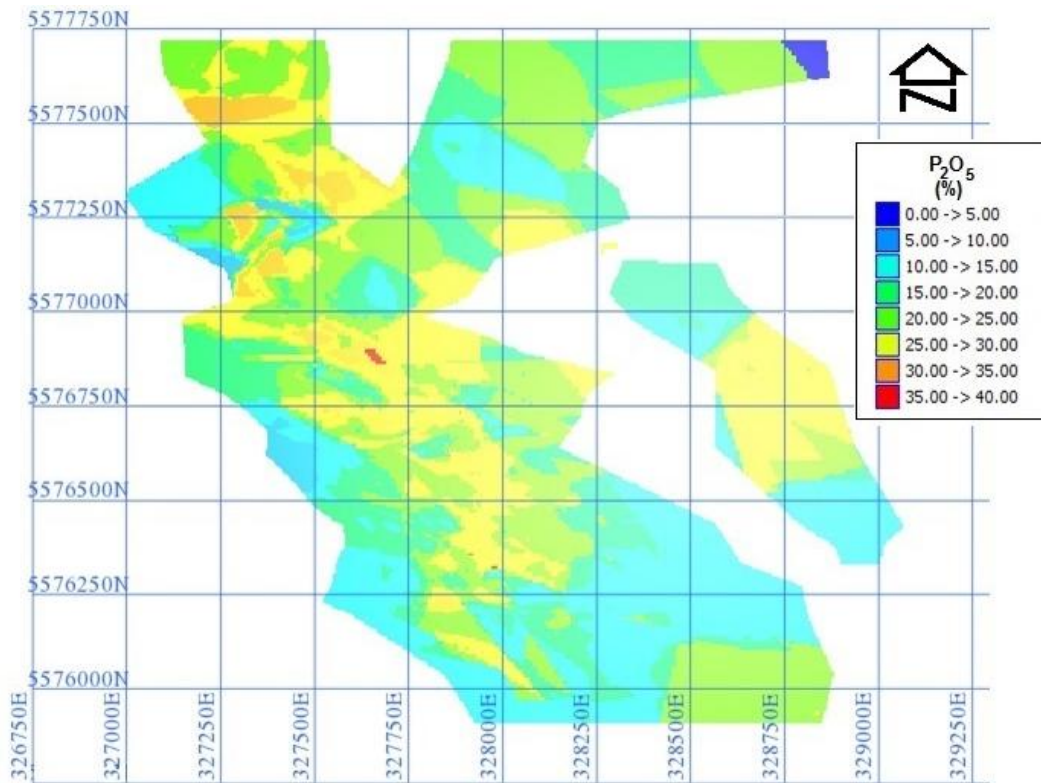 5577750N
5577500N
5577250N
5577000N
5576750N
5576500N
5576250N
5576000N
326750E
327000E
327250E
327500E
327750E
328000E
328250E
328500E
328750E
329000E
329250E
N
P₂O₅
(%)
0.00 -> 5.00
5.00 -> 10.00
10.00 -> 15.00
15.00 -> 20.00
20.00 -> 25.00
25.00 -> 30.00
30.00 -> 35.00
35.00 -> 40.00